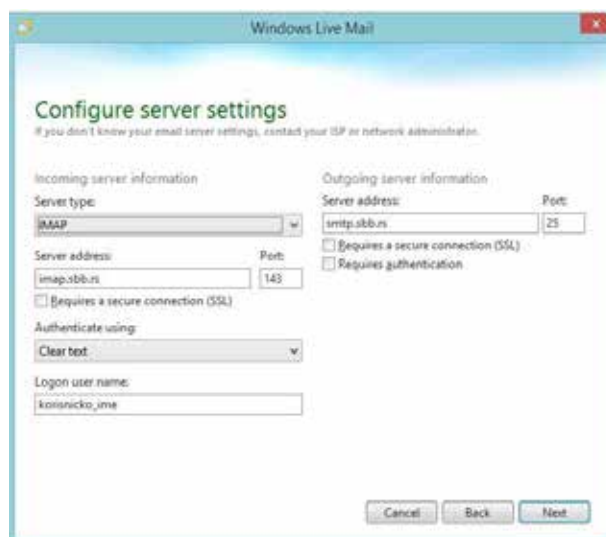 Windows Live Mail
Configure server settings
If you don't know your email server settings, contact your ISP or network administrator.
Incoming server information
Server type:
IMAP
Server address:
Port:
imap.sbb.rs
143
Requires a secure connection (SSL)
Authenticate using:
Clear text
Logon user name:
korisnicko_ime
Outgoing server information
Server address:
Port:
smtp.sbb.rs
25
Requires a secure connection (SSL)
Requires authentication
Cancel
Back
Next